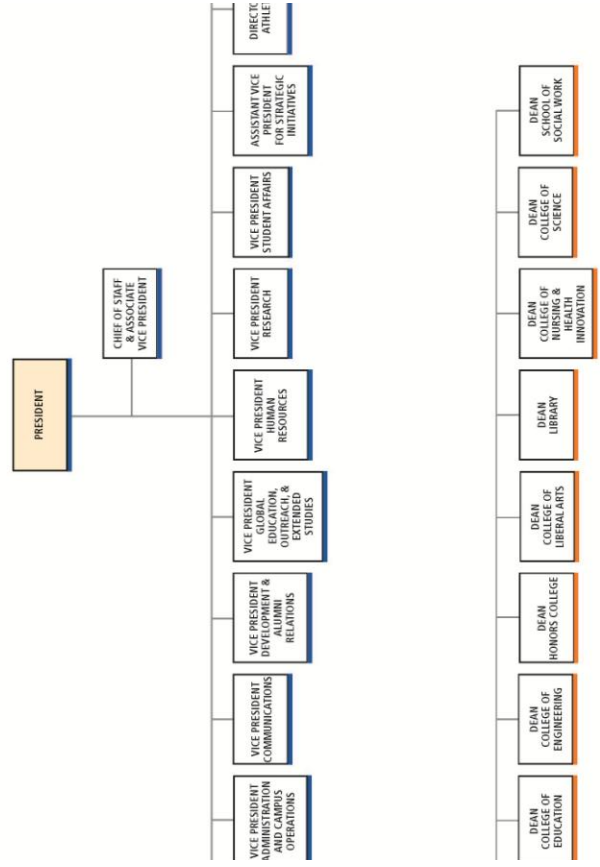 PRESIDENT
CHIEF OF STAFF
& ASSOCIATE
VICE PRESIDENT
VICE PRESIDENT
ADMINISTRATION
AND CAMPUS
OPERATIONS
VICE PRESIDENT
COMMUNICATIONS
VICE PRESIDENT
DEVELOPMENT &
ALUMNI
RELATIONS
VICE PRESIDENT
GLOBAL
EDUCATION,
OUTREACH, &
EXTENDED
STUDIES
VICE PRESIDENT
HUMAN
RESOURCES
VICE PRESIDENT
RESEARCH
VICE PRESIDENT
STUDENT AFFAIRS
ASSISTANT VICE
PRESIDENT
FOR STRATEGIC
INITIATIVES
DIRECTO
ATHLE
DEAN
COLLEGE OF
EDUCATION
DEAN
COLLEGE OF
ENGINEERING
DEAN
HONORS COLLEGE
DEAN
COLLEGE OF
LIBERAL ARTS
DEAN
LIBRARY
DEAN
COLLEGE OF
NURSING &
HEALTH
INNOVATION
DEAN
COLLEGE OF
SCIENCE
DEAN
SCHOOL OF
SOCIAL WORK